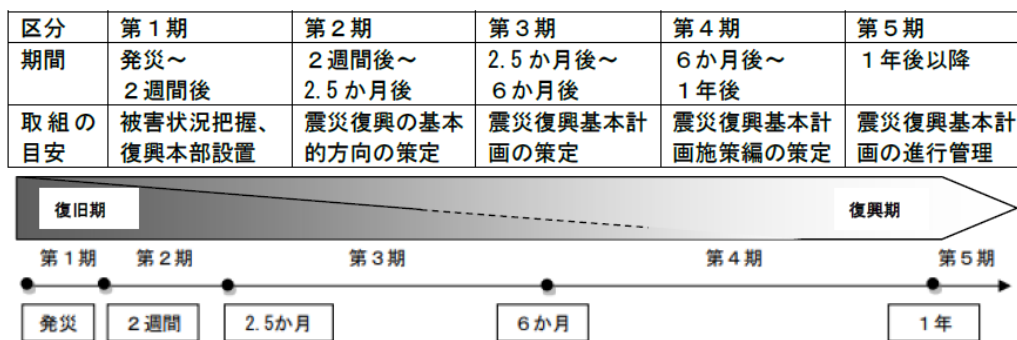 区分 第１期 第２期 第３期 第４期 第５期
期間 発災～ ２週間後～ 2.5か月後～ ６か月後～ １年後以降
２週間後 2.5か月後 ６か月後 １年後
取組の 被害状況把握、 震災復興の基本 震災復興基本計 震災復興基本計 震災復興基本計
目安 復興本部設置 的方向の策定 画の策定 画施策編の策定 画の進行管理
復旧期 復興期
第１期 第２期 第３期 第４期 第５期
発災 ２週間 2.5か月 ６か月 １年